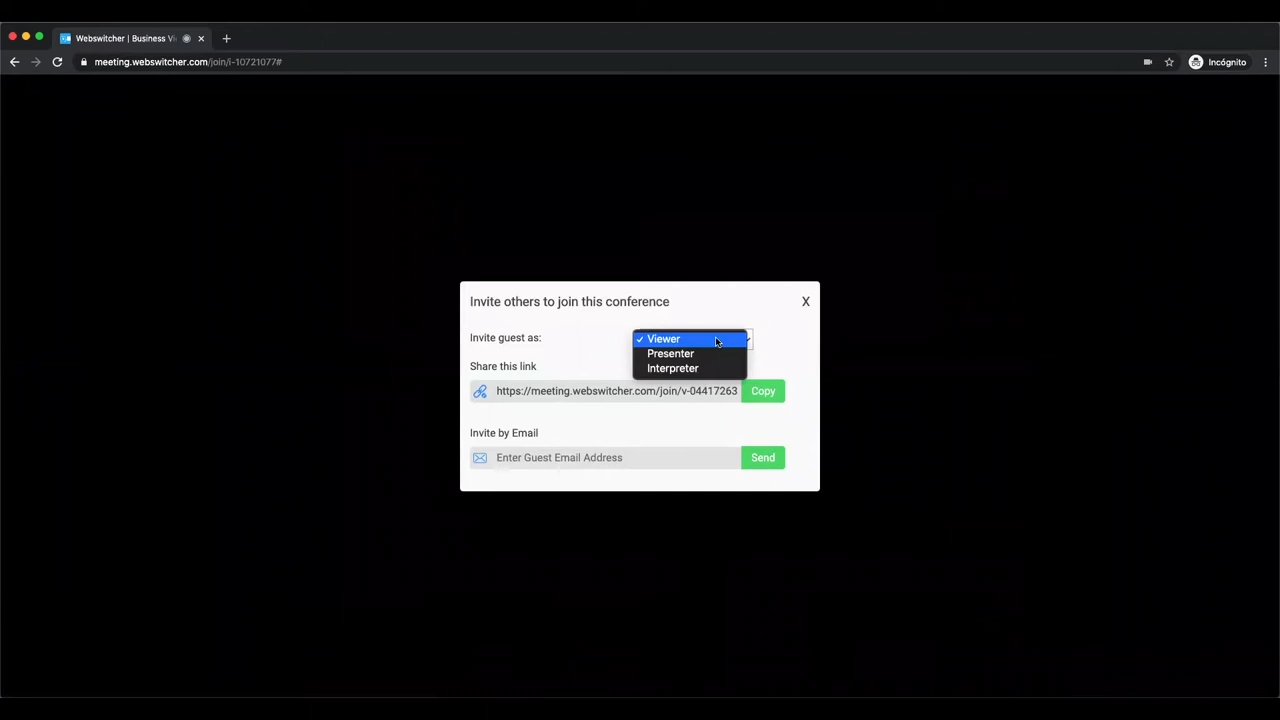 Webswitcher | Business Vi
meeting.webswitcher.com/join/i-10721077#
Incógnito
Invite others to join this conference
X
Invite guest as:
✓ Viewer
Presenter
Interpreter
Share this link
https://meeting.webswitcher.com/join/v-04417263
Copy
Invite by Email
Enter Guest Email Address
Send